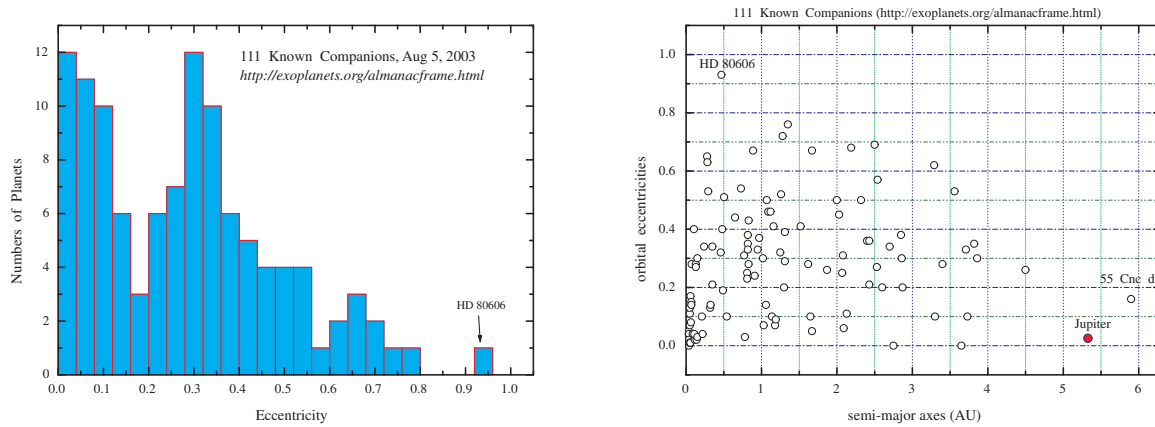 12
10
8
6
4
2
0
Numbers of Planets
111 Known Companions, Aug 5, 2003
http://exoplanets.org/almanacframe.html
HD 80606
0.0 0.1 0.2 0.3 0.4 0.5 0.6 0.7 0.8 0.9 1.0
Eccentricity
111 Known Companions (http://exoplanets.org/almanacframe.html)
1.0
0.8
0.6
0.4
0.2
0.0
orbital eccentricities
HD 80606
55 Cnc d
Jupiter
0 1 2 3 4 5 6
semi-major axes (AU)